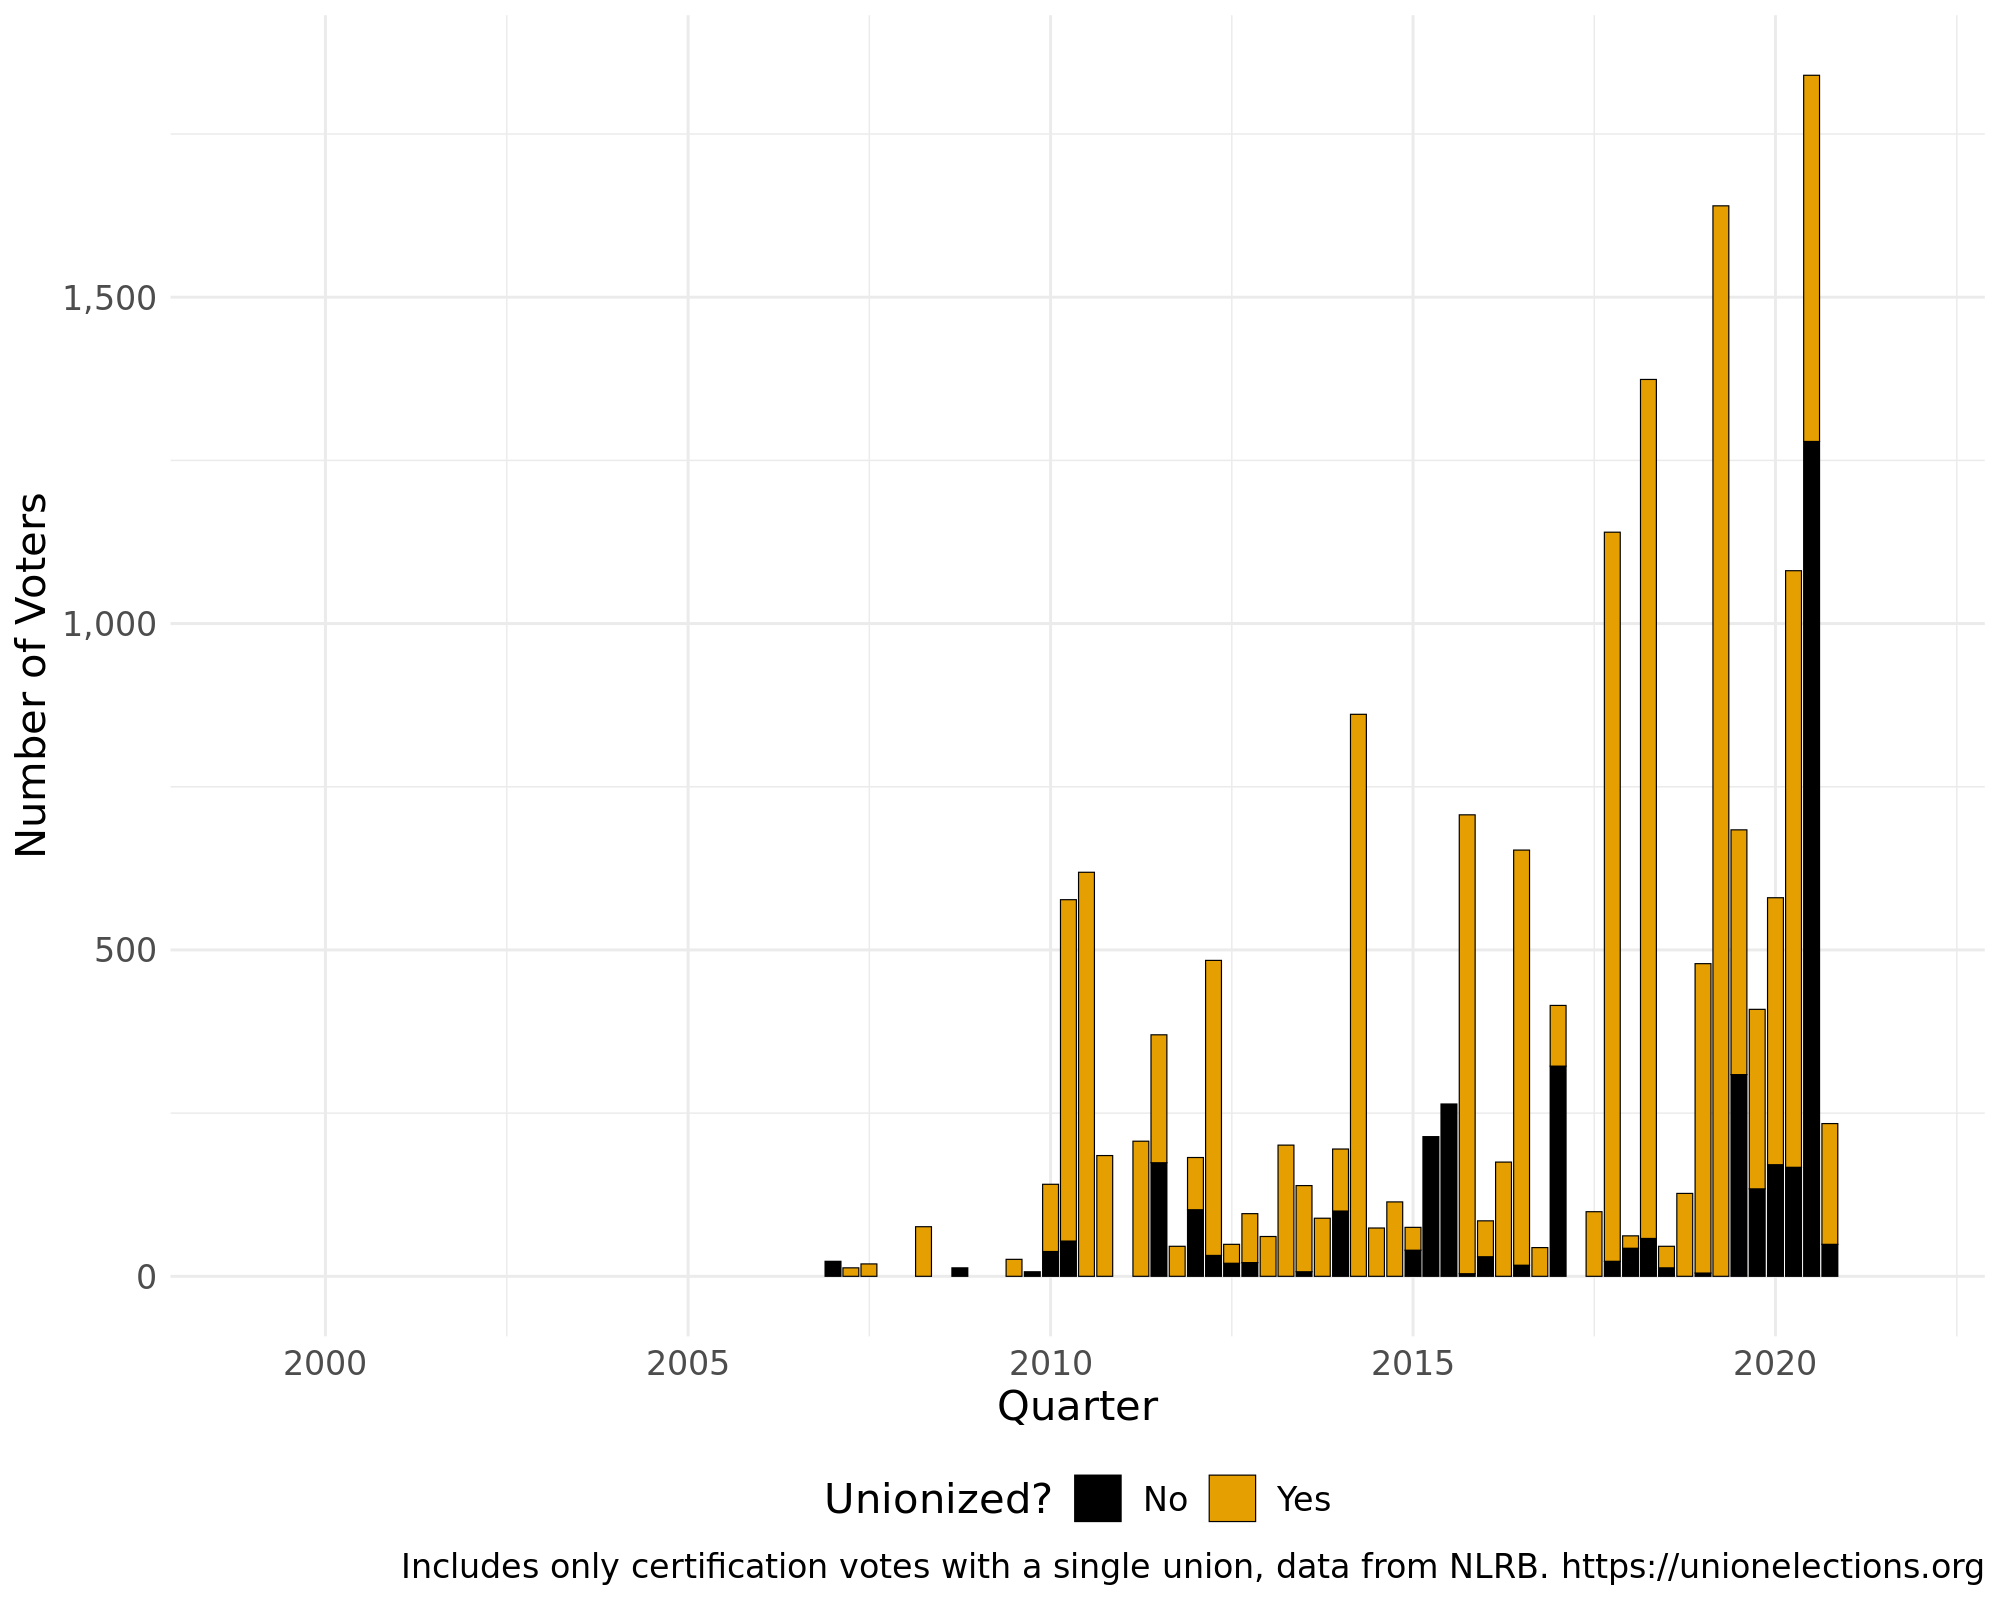 1,500
1,000
500
0
Number of Voters
2000 2005 2010 2015 2020
Quarter
Unionized? No Yes
Includes only certification votes with a single union, data from NLRB. https://unionelections.org